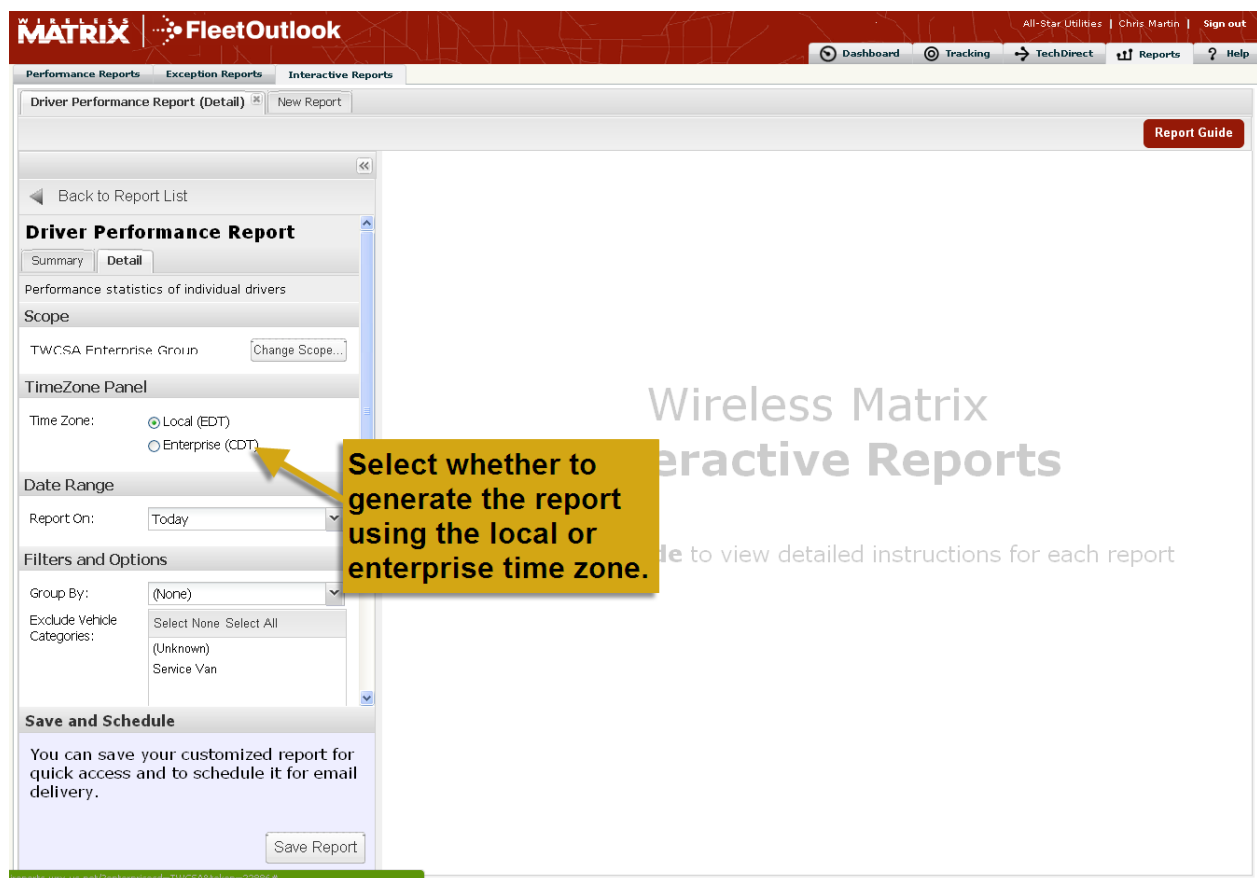 WIRELESS
MATRIX
FleetOutlook
All-Star Utilities | Chris Martin | Sign out
Dashboard Tracking TechDirect Reports ? Help
Performance Reports Exception Reports Interactive Reports
Driver Performance Report (Detail) New Report
Report Guide
Back to Report List
Driver Performance Report
Summary Detail
Performance statistics of individual drivers
Scope
TWCSA Enterprise Group Change Scope...
TimeZone Panel
Time Zone: Local (EDT)
Enterprise (CDT)
Date Range
Report On: Today
Filters and Options
Group By: (None)
Exclude Vehicle
Categories:
Select None Select All
(Unknown)
Service Van
Save and Schedule
You can save your customized report for
quick access and to schedule it for email
delivery.
Save Report
Select whether to
generate the report
using the local or
enterprise time zone.
Wireless Matrix
eractive Reports
de to view detailed instructions for each report